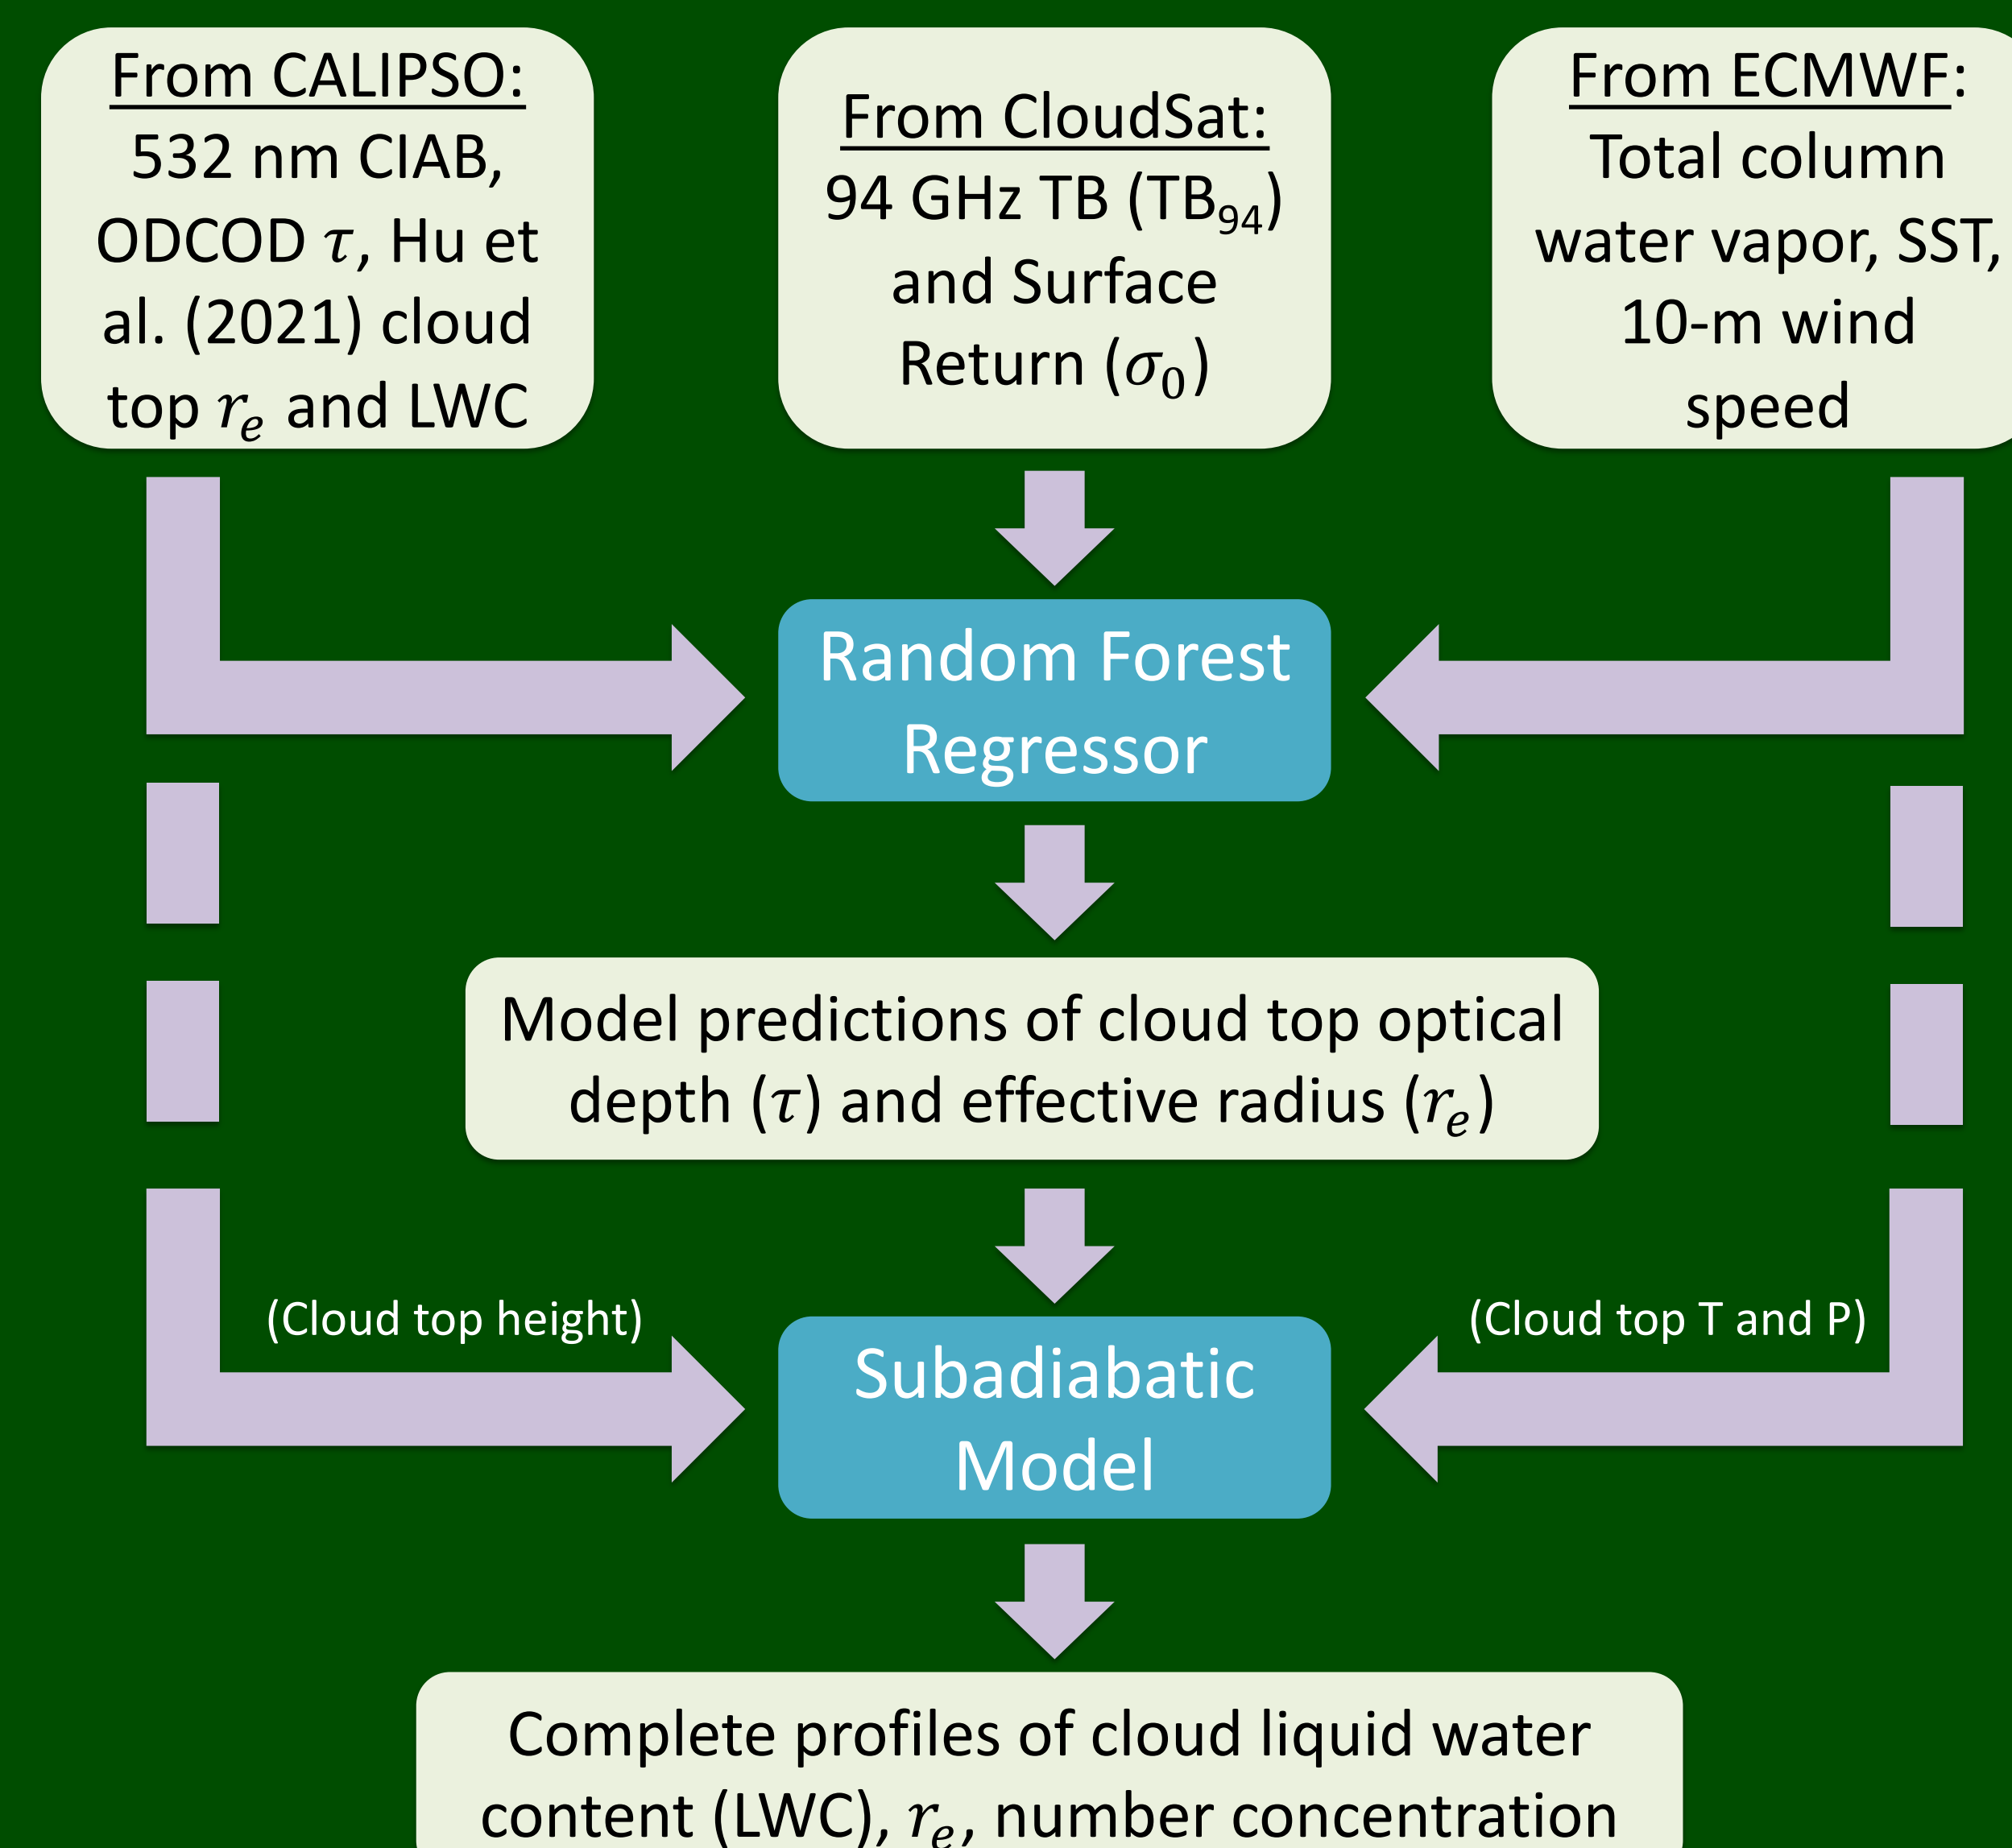 From CALIPSO:
532 nm CIAB,
ODCOD τ, Hu et
al. (2021) cloud
top rₑ and LWC
From CloudSat:
94 GHz TB (TB₉₄)
and Surface
Return (σ₀)
From ECMWF:
Total column
water vapor, SST,
10-m wind
speed
Random Forest
Regressor
Model predictions of cloud top optical
depth (τ) and effective radius (rₑ)
(Cloud top height)
(Cloud top T and P)
Subadiabatic
Model
Complete profiles of cloud liquid water
content (LWC), rₑ, number concentration